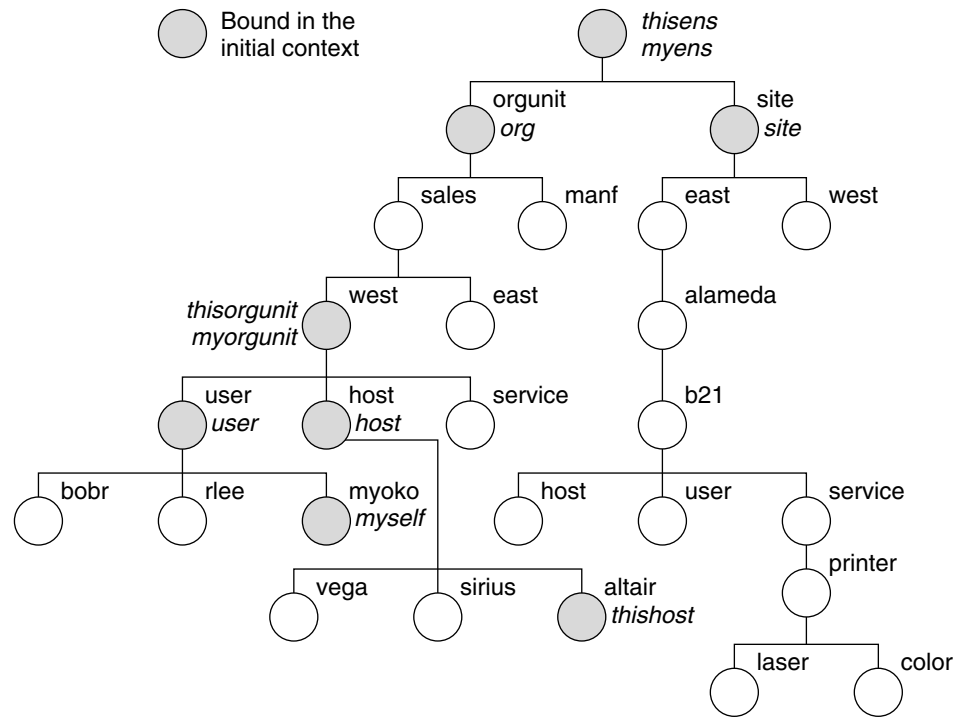 Bound in the
initial context
thisens
myens
orgunit
org
site
site
sales
manf
east
west
thisorgunit
myorgunit
west
east
alameda
user
user
host
host
service
b21
bobr
rlee
myoko
myself
host
user
service
vega
sirius
altair
thishost
printer
laser
color